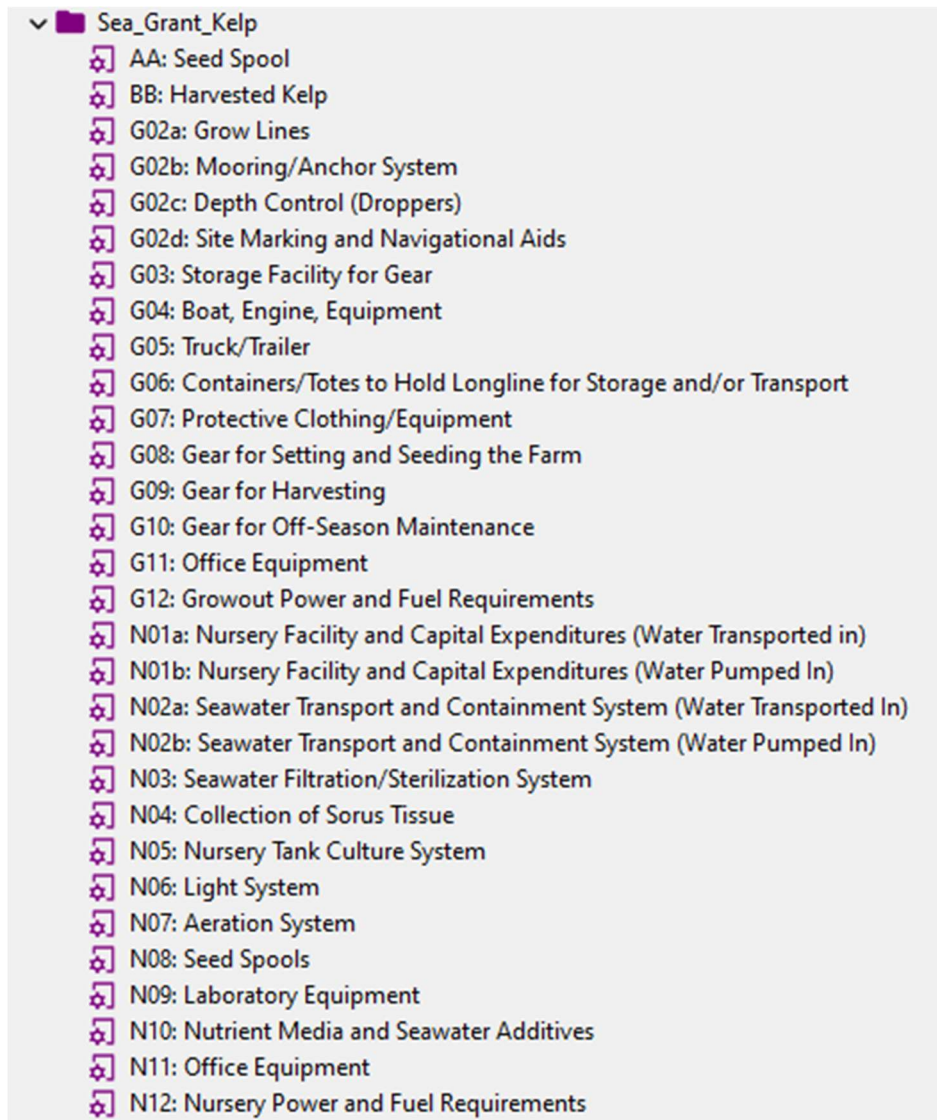 Sea_Grant_Kelp
AA: Seed Spool
BB: Harvested Kelp
G02a: Grow Lines
G02b: Mooring/Anchor System
G02c: Depth Control (Droppers)
G02d: Site Marking and Navigational Aids
G03: Storage Facility for Gear
G04: Boat, Engine, Equipment
G05: Truck/Trailer
G06: Containers/Totes to Hold Longline for Storage and/or Transport
G07: Protective Clothing/Equipment
G08: Gear for Setting and Seeding the Farm
G09: Gear for Harvesting
G10: Gear for Off-Season Maintenance
G11: Office Equipment
G12: Growout Power and Fuel Requirements
N01a: Nursery Facility and Capital Expenditures (Water Transported in)
N01b: Nursery Facility and Capital Expenditures (Water Pumped In)
N02a: Seawater Transport and Containment System (Water Transported In)
N02b: Seawater Transport and Containment System (Water Pumped In)
N03: Seawater Filtration/Sterilization System
N04: Collection of Sorus Tissue
N05: Nursery Tank Culture System
N06: Light System
N07: Aeration System
N08: Seed Spools
N09: Laboratory Equipment
N10: Nutrient Media and Seawater Additives
N11: Office Equipment
N12: Nursery Power and Fuel Requirements